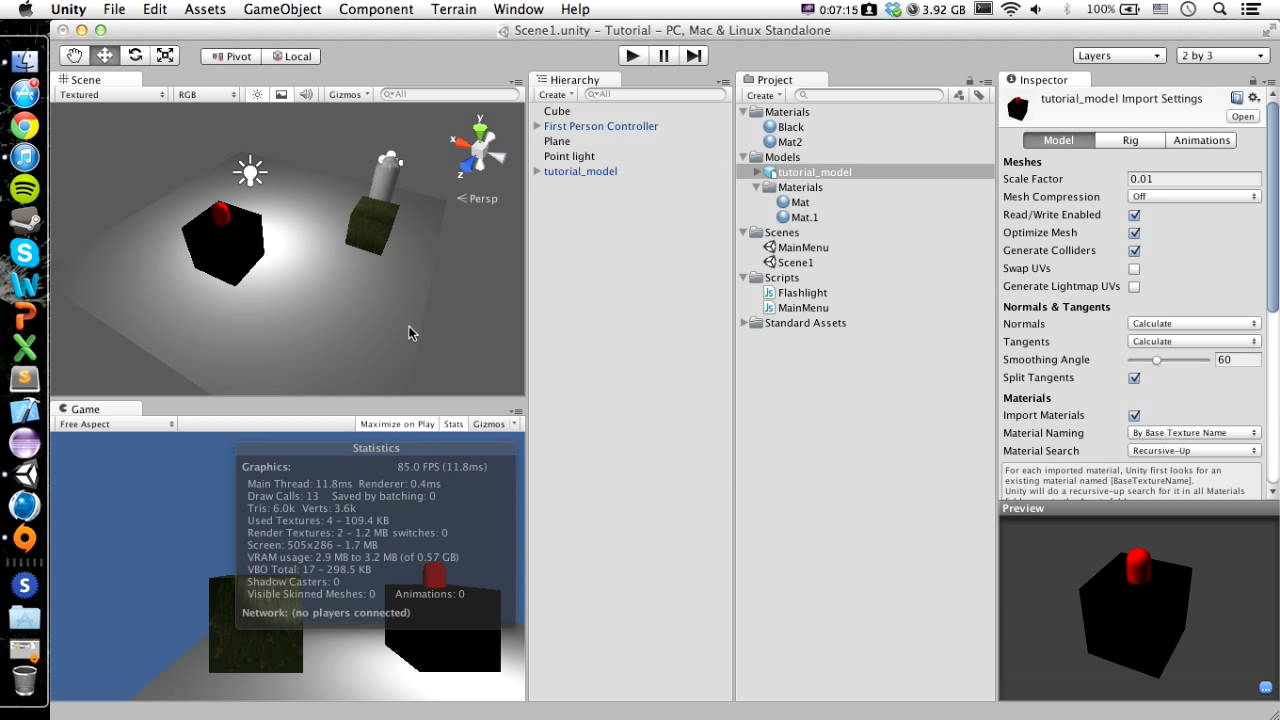 Unity File Edit Assets GameObject Component Terrain Window Help 0:07:15 3.92 GB 100%
Scene1.unity - Tutorial - PC, Mac & Linux Standalone
Pivot Local Layers 2 by 3
Scene
Textured RGB Gizmos All
y
x
z
Persp
Game
Free Aspect Maximize on Play Stats Gizmos
Statistics
Graphics: 85.0 FPS (11.8ms)
Main Thread: 11.8ms Renderer: 0.4ms
Draw Calls: 13 Saved by batching: 0
Tris: 6.0k Verts: 3.6k
Used Textures: 4 - 109.4 KB
Render Textures: 2 - 1.2 MB switches: 0
Screen: 505x286 - 1.7 MB
VRAM usage: 2.9 MB to 3.2 MB (of 0.57 GB)
VBO Total: 17 - 298.5 KB
Shadow Casters: 0
Visible Skinned Meshes: 0 Animations: 0
Network: (no players connected)
Hierarchy
Create All
Cube
First Person Controller
Plane
Point light
tutorial_model
Project
Create
Materials
Black
Mat2
Models
tutorial_model
Materials
Mat
Mat.1
Scenes
MainMenu
Scene1
Scripts
Flashlight
MainMenu
Standard Assets
Inspector
tutorial_model Import Settings
Open
Model Rig Animations
Meshes
Scale Factor 0.01
Mesh Compression Off
Read/Write Enabled
Optimize Mesh
Generate Colliders
Swap UVs
Generate Lightmap UVs
Normals & Tangents
Normals Calculate
Tangents Calculate
Smoothing Angle 60
Split Tangents
Materials
Import Materials
Material Naming By Base Texture Name
Material Search Recursive-Up
For each imported material, Unity first looks for an
existing material named [BaseTextureName].
Unity will do a recursive-up search for it in all Materials
Preview